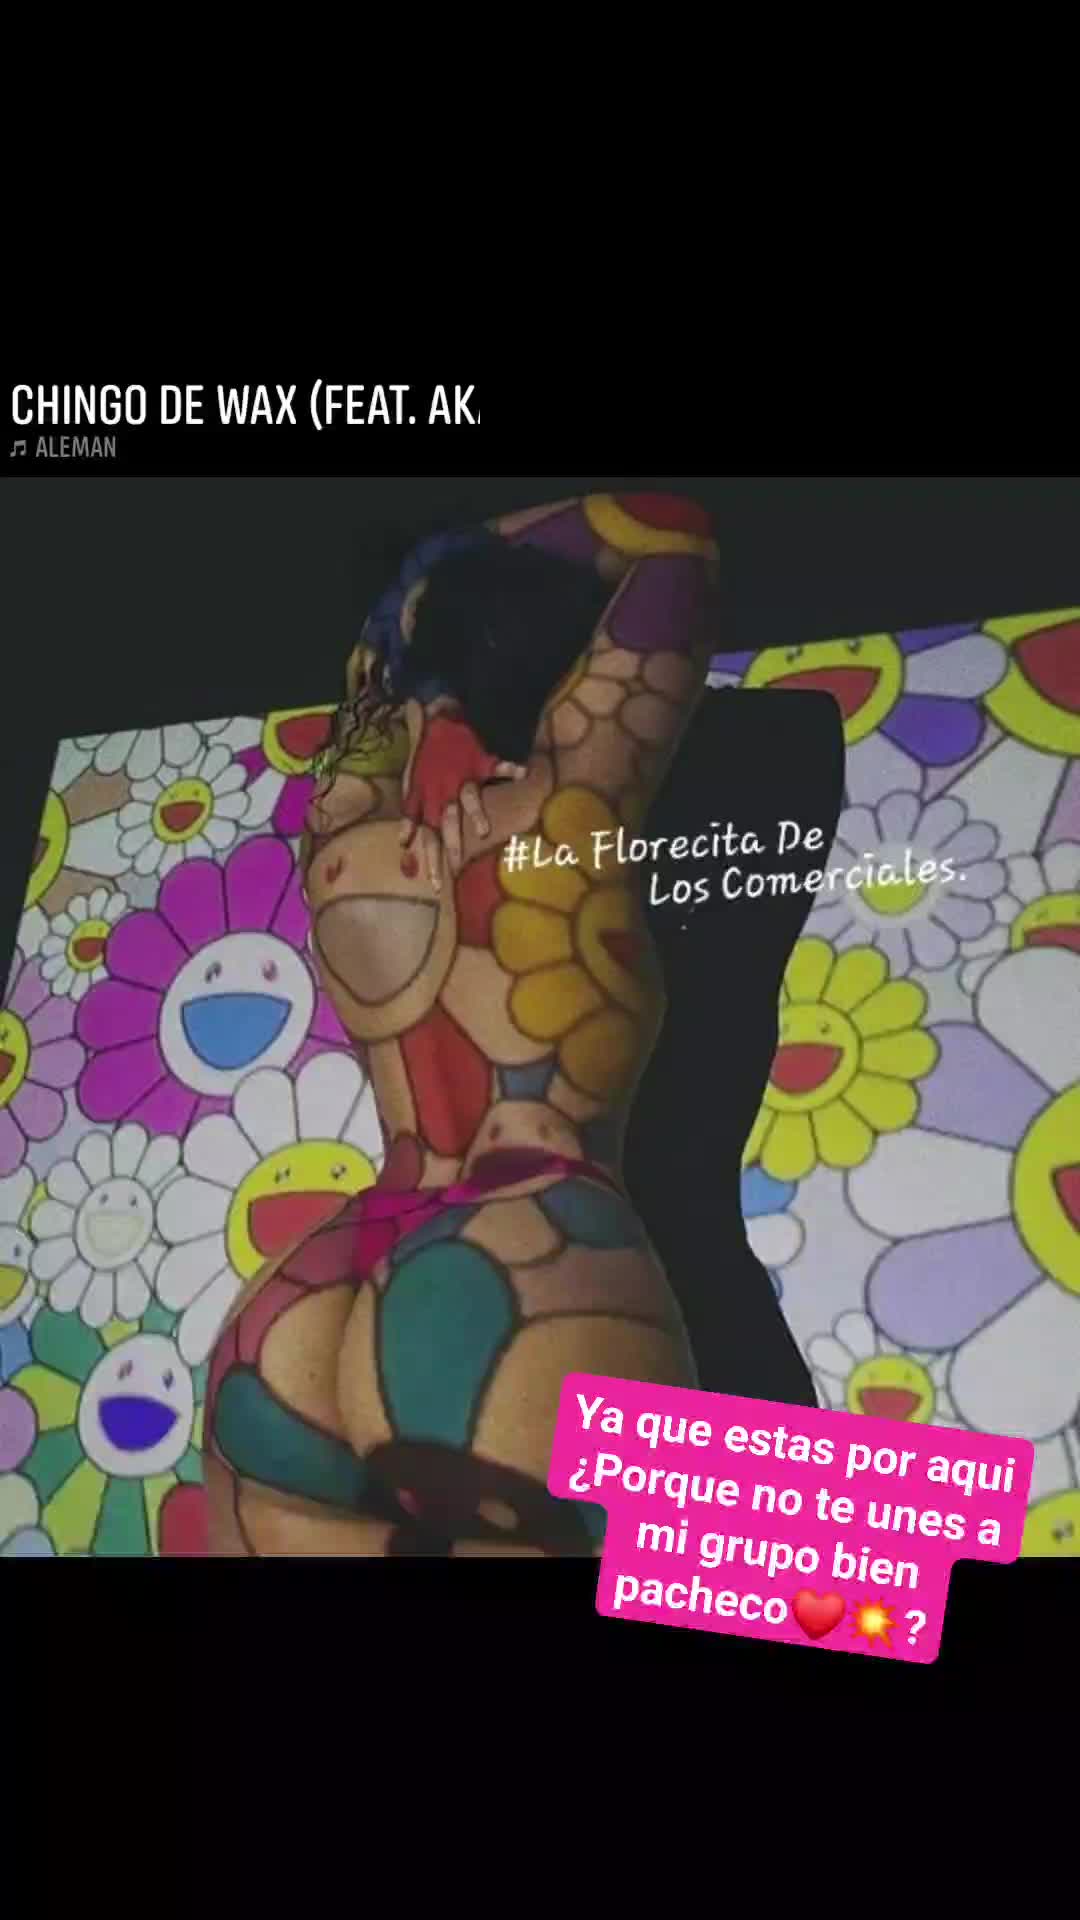 CHINGO DE WAX (FEAT. AK
♫ ALEMAN
#La Florecita De
Los Comerciales.
Ya que estas por aqui
¿Porque no te unes a
mi grupo bien
pacheco❤️💥?